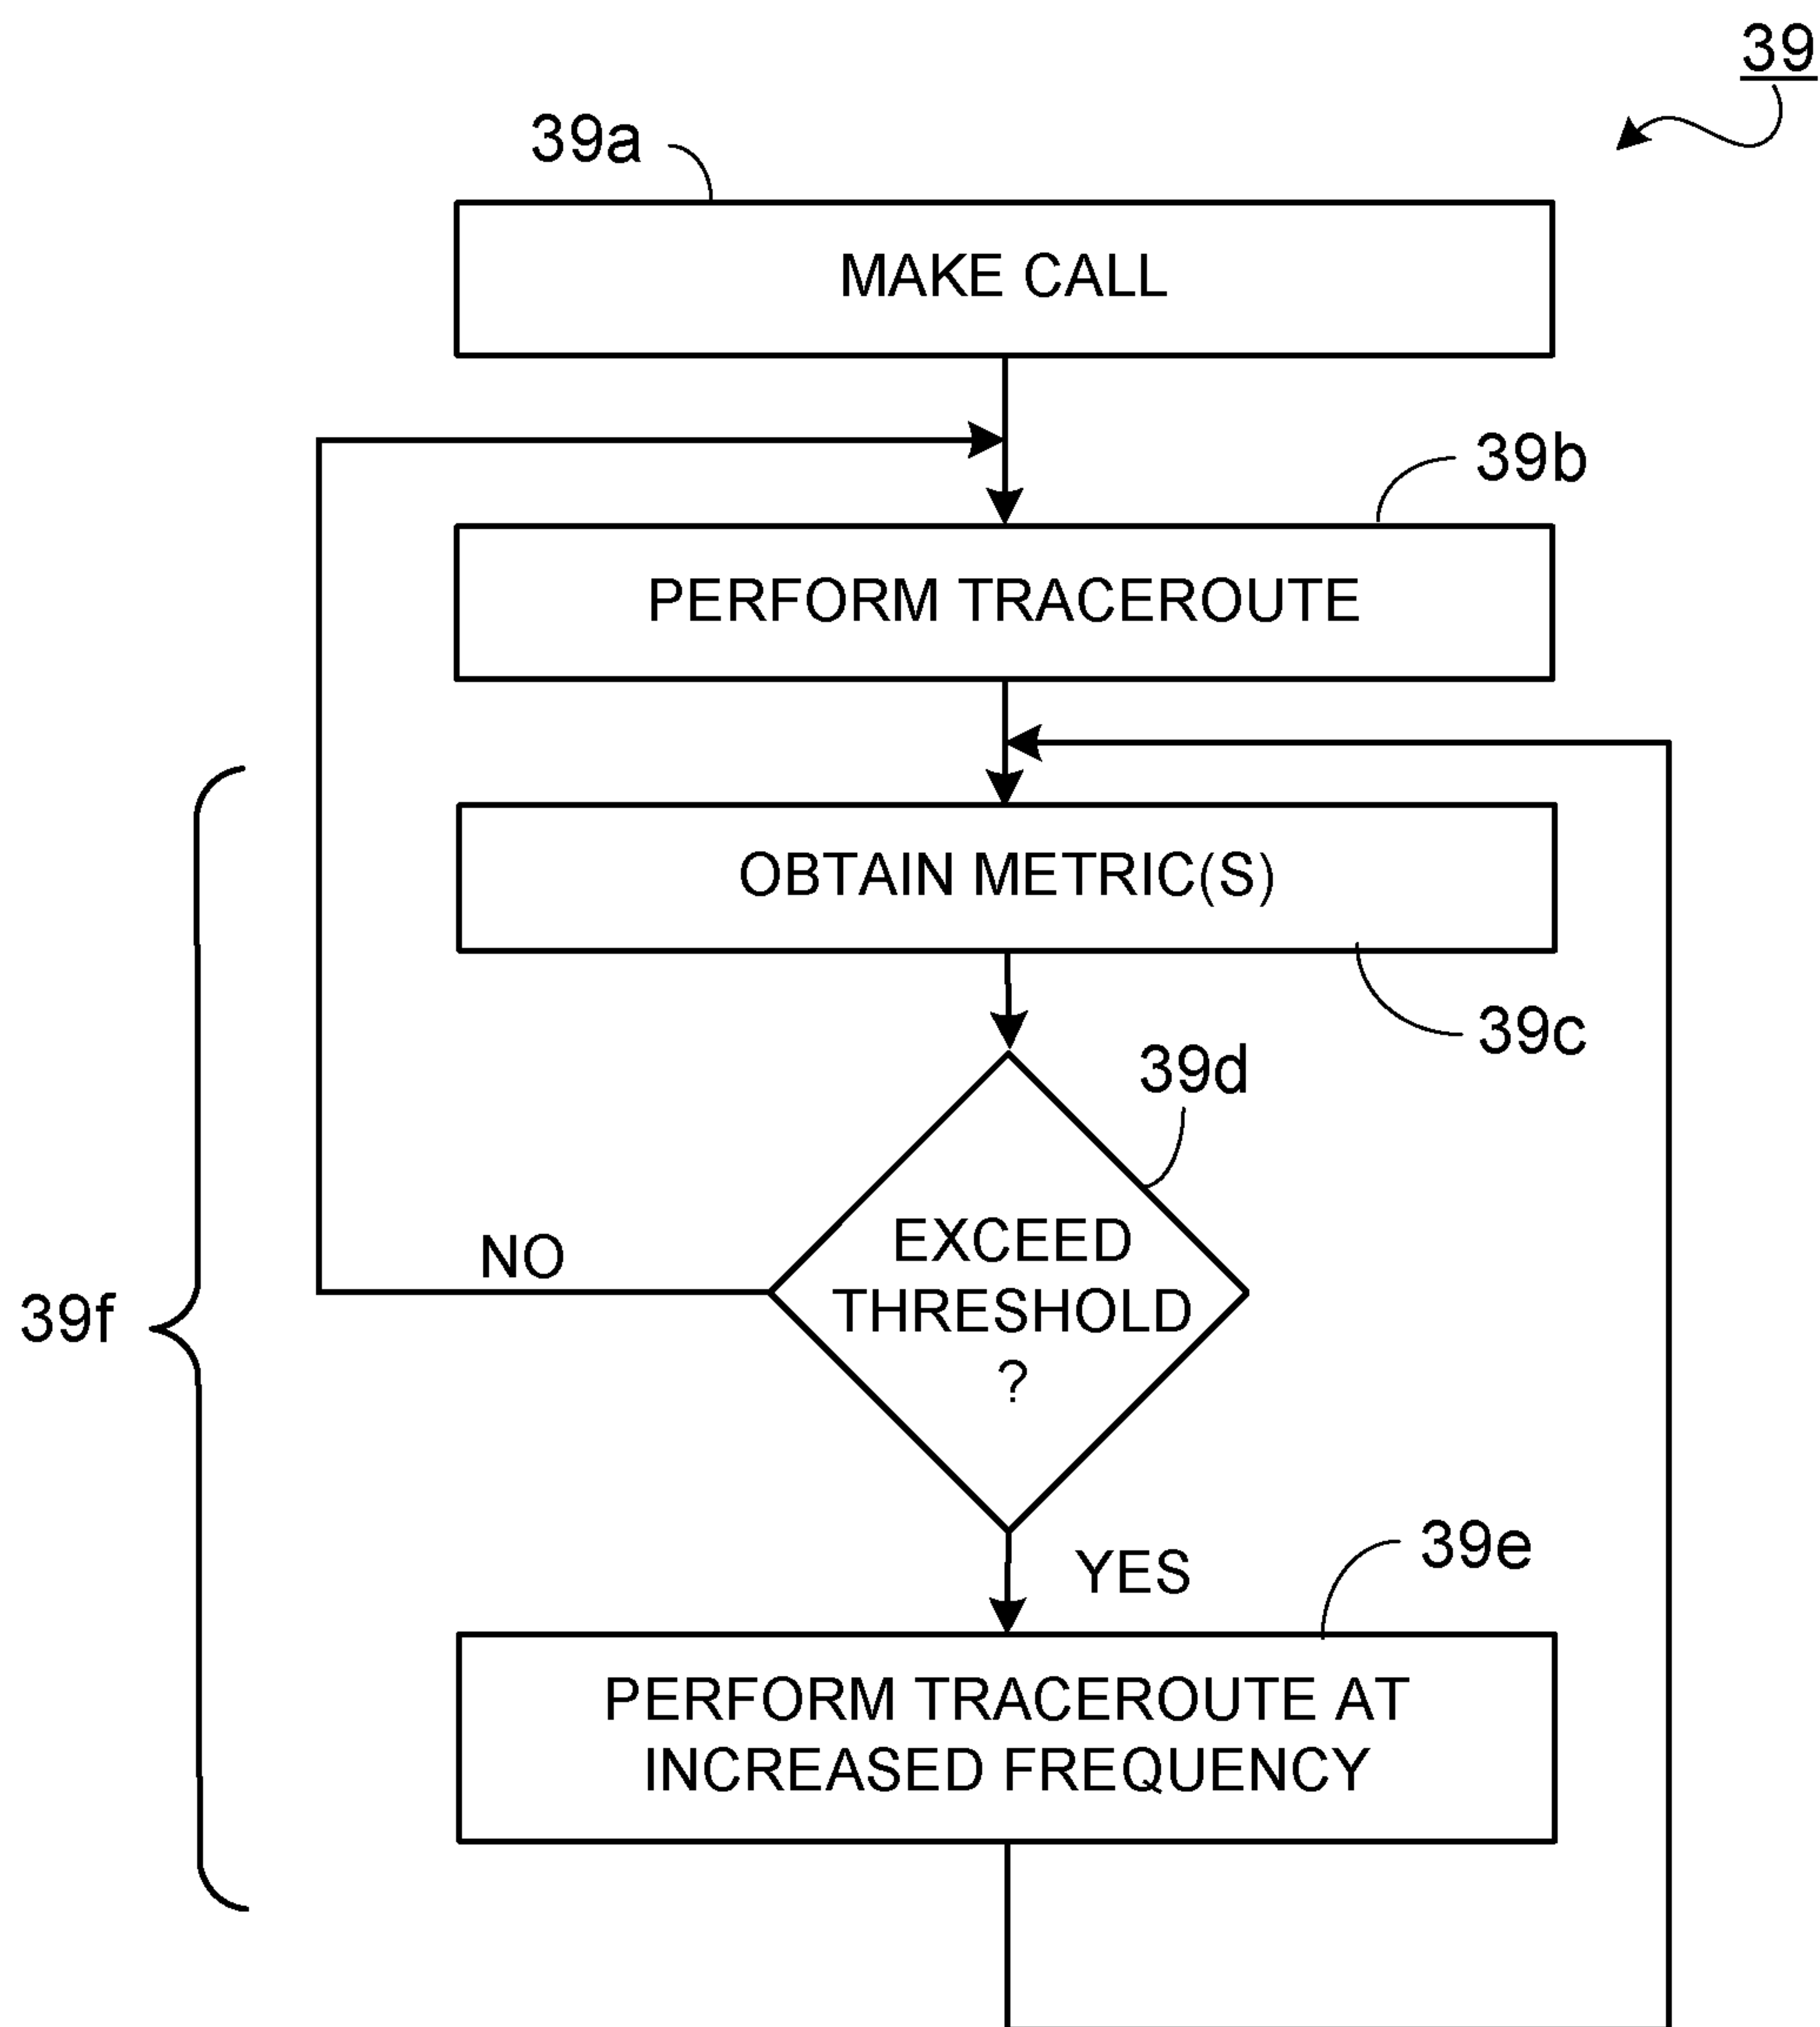 39
39a
MAKE CALL
39b
PERFORM TRACEROUTE
OBTAIN METRIC(S)
39c
39d
EXCEED
THRESHOLD
?
NO
39f
YES
39e
PERFORM TRACEROUTE AT
INCREASED FREQUENCY